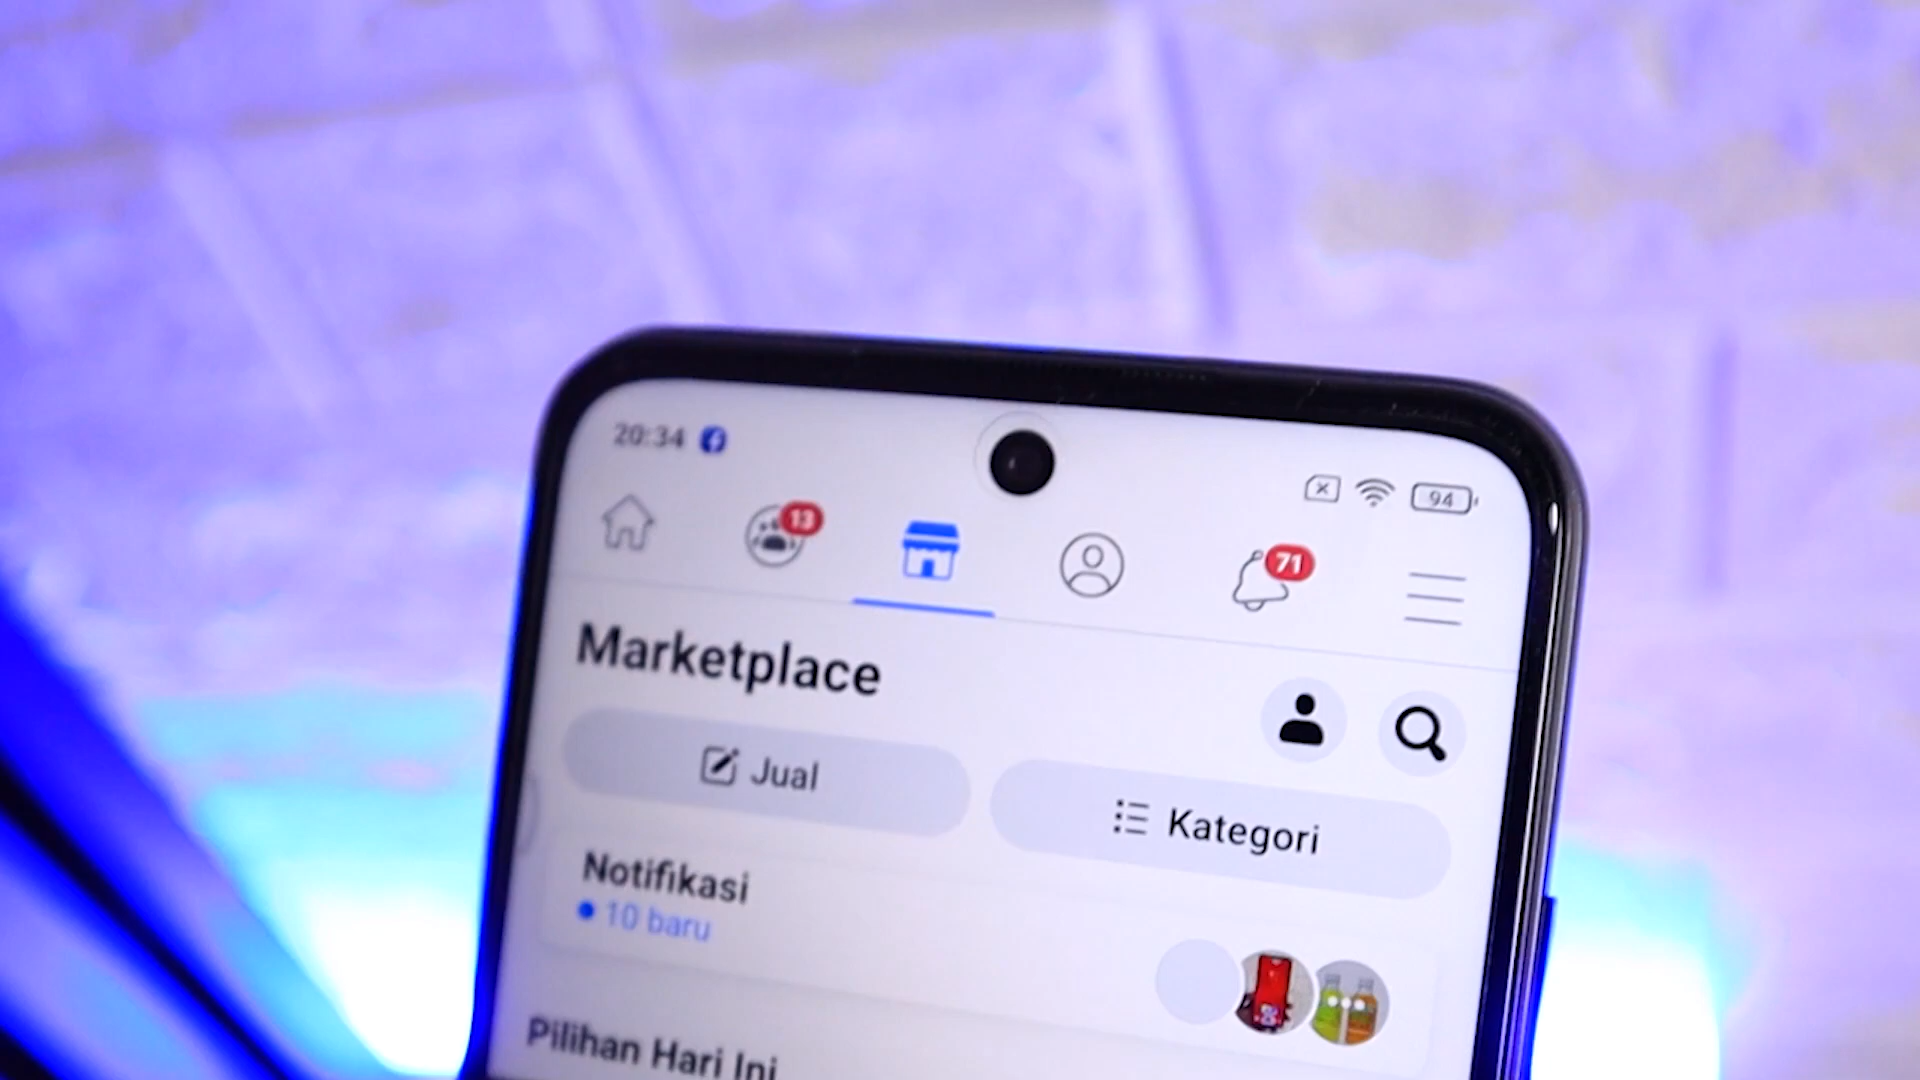 20:34
94
13
71
Marketplace
Jual
Kategori
Notifikasi
10 baru
Pilihan Hari Ini